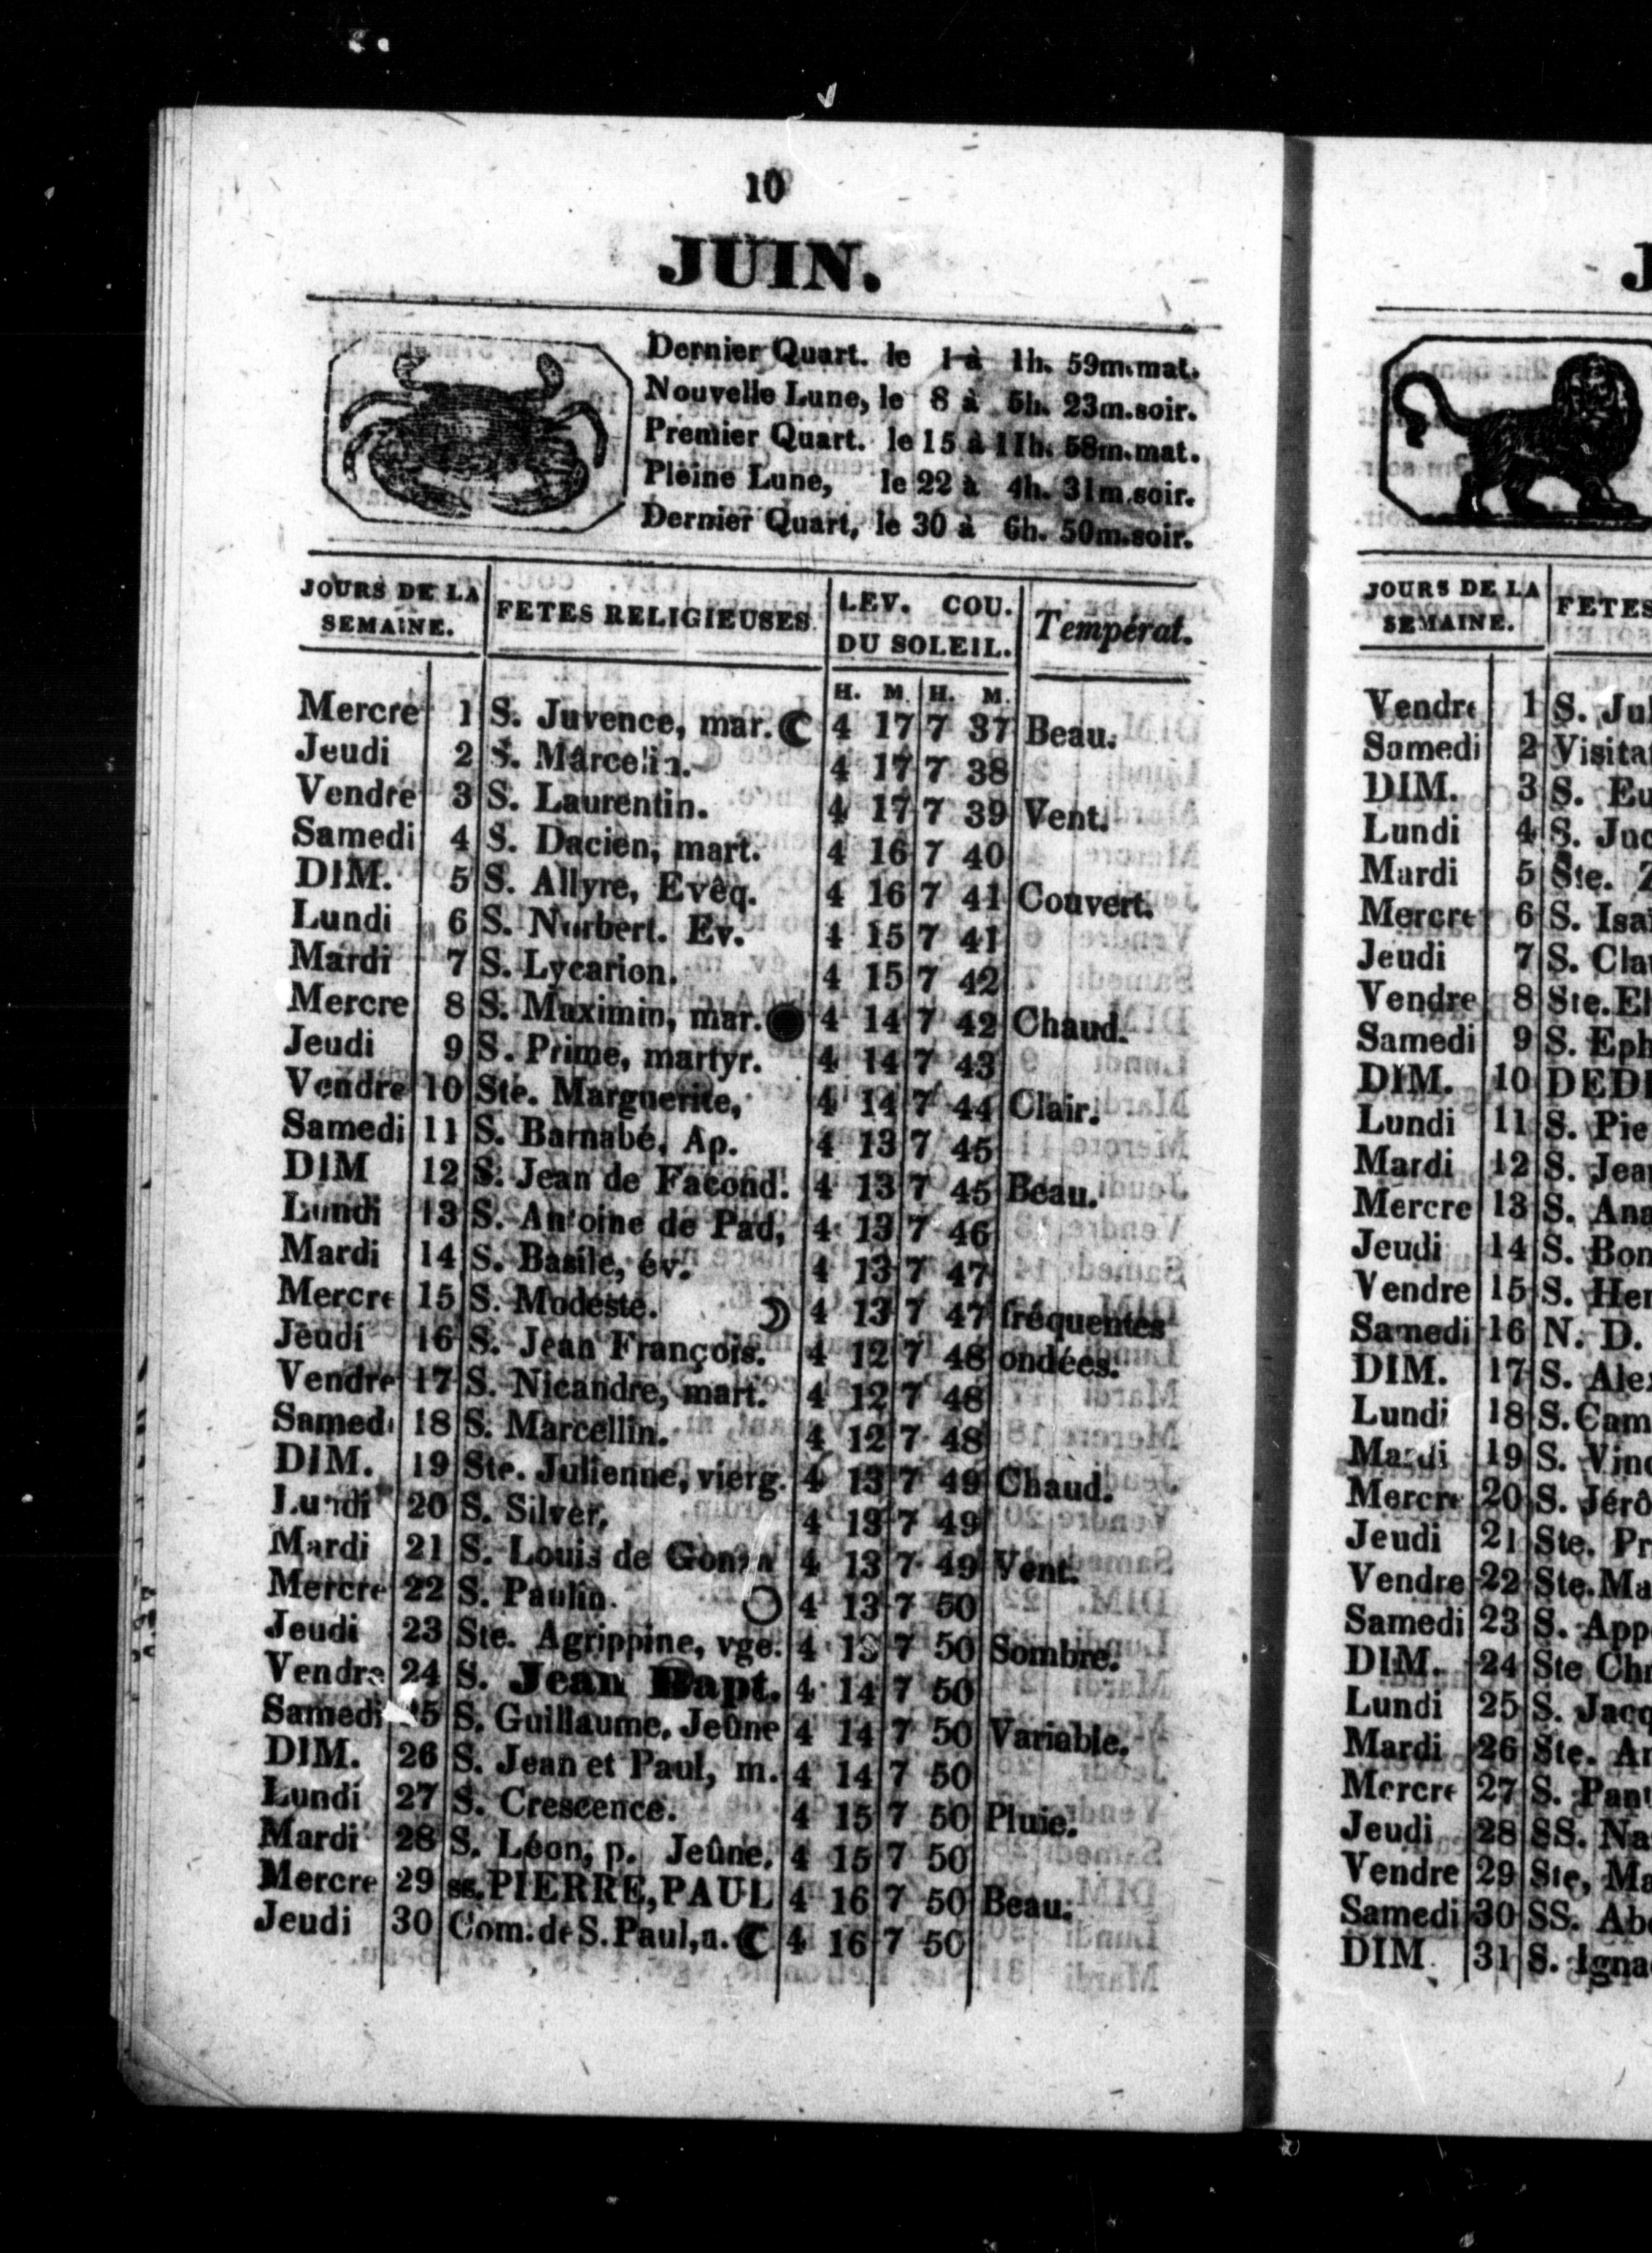 10
JUIN.
Dernier Quart. le 1 à 1h. 59m.mat.
Nouvelle Lune, le 8 à 5h. 23m.soir.
Premier Quart. le 15 à 11h. 58m.mat.
Pleine Lune, le 22 à 4h. 31m.soir.
Dernier Quart, le 30 à 6h. 50m.soir.
JOURS DE LA SEMAINE. FETES RELIGIEUSES. LEV. COU. DU SOLEIL. Températ.
H. M. H. M.
Mercre 1 S. Juvence, mar. 4 17 7 37 Beau.
Jeudi 2 S. Marcelin. 4 17 7 38
Vendre 3 S. Laurentin. 4 17 7 39 Vent.
Samedi 4 S. Dacien, mart. 4 16 7 40
DIM. 5 S. Allyre, Evêq. 4 16 7 41 Couvert.
Lundi 6 S. Norbert. Ev. 4 15 7 41
Mardi 7 S. Lycarion. 4 15 7 42
Mercre 8 S. Maximin, mar. 4 14 7 42 Chaud.
Jeudi 9 S. Prime, martyr. 4 14 7 43
Vendre 10 Ste. Marguerite, 4 14 7 44 Clair.
Samedi 11 S. Barnabé, Ap. 4 13 7 45
DIM 12 S. Jean de Facond. 4 13 7 45 Beau.
Lundi 13 S. Antoine de Pad, 4 13 7 46
Mardi 14 S. Basile, év. 4 13 7 47
Mercre 15 S. Modeste. 4 13 7 47 fréquentes
Jeudi 16 S. Jean François. 4 12 7 48 ondées.
Vendre 17 S. Nicandre, mart. 4 12 7 48
Samedi 18 S. Marcellin. 4 12 7 48
DIM. 19 Ste. Julienne, vierg. 4 13 7 49 Chaud.
Lundi 20 S. Silver, 4 13 7 49
Mardi 21 S. Louis de Gonza 4 13 7 49 Vent.
Mercre 22 S. Paulin. 4 13 7 50
Jeudi 23 Ste. Agrippine, vge. 4 13 7 50 Sombre.
Vendre 24 S. Jean Bapt. 4 14 7 50
Samedi 25 S. Guillaume, Jeûne 4 14 7 50 Variable.
DIM. 26 S. Jean et Paul, m. 4 14 7 50
Lundi 27 S. Crescence. 4 15 7 50 Pluie.
Mardi 28 S. Léon, p. Jeûne. 4 15 7 50
Mercre 29 ss. PIERRE, PAUL 4 16 7 50 Beau.
Jeudi 30 Com. de S. Paul, a. 4 16 7 50
J
JOURS DE LA SEMAINE. FETES
Vendre 1 S. Jul
Samedi 2 Visita
DIM. 3 S. Eu
Lundi 4 S. Juc
Mardi 5 Ste. Z
Mercre 6 S. Isa
Jeudi 7 S. Cla
Vendre 8 Ste. El
Samedi 9 S. Eph
DIM. 10 DEDI
Lundi 11 S. Pie
Mardi 12 S. Jea
Mercre 13 S. Ana
Jeudi 14 S. Bon
Vendre 15 S. Hen
Samedi 16 N. D.
DIM. 17 S. Ale
Lundi 18 S. Cam
Mardi 19 S. Vinc
Mercre 20 S. Jérô
Jeudi 21 Ste. Pr
Vendre 22 Ste. Ma
Samedi 23 S. App
DIM. 24 Ste Ch
Lundi 25 S. Jacq
Mardi 26 Ste. An
Mercre 27 S. Pant
Jeudi 28 SS. Na
Vendre 29 Ste, Ma
Samedi 30 SS. Ab
DIM. 31 S. Igna